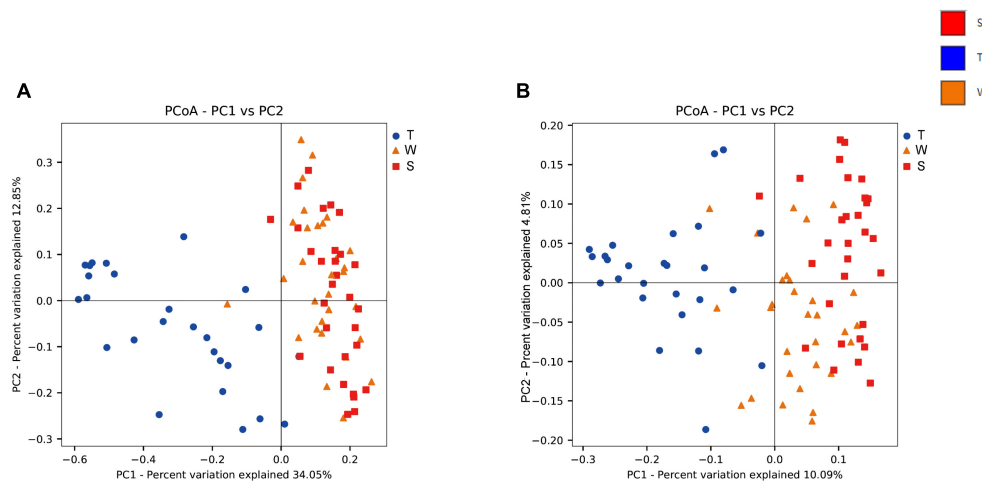 S
T
A
B
PCoA - PC1 vs PC2
PCoA - PC1 vs PC2
T
W
S
T
W
S
0.3
0.2
0.1
0.0
−0.1
−0.2
−0.3
−0.6
−0.4
−0.2
0.0
0.2
PC2 - Percent variation explained 12.85%
PC1 - Percent variation explained 34.05%
0.20
0.15
0.10
0.05
0.00
−0.05
−0.10
−0.15
−0.20
−0.3
−0.2
−0.1
0.0
0.1
PC2 - Prcent variation explained 4.81%
PC1 - Percent variation explained 10.09%